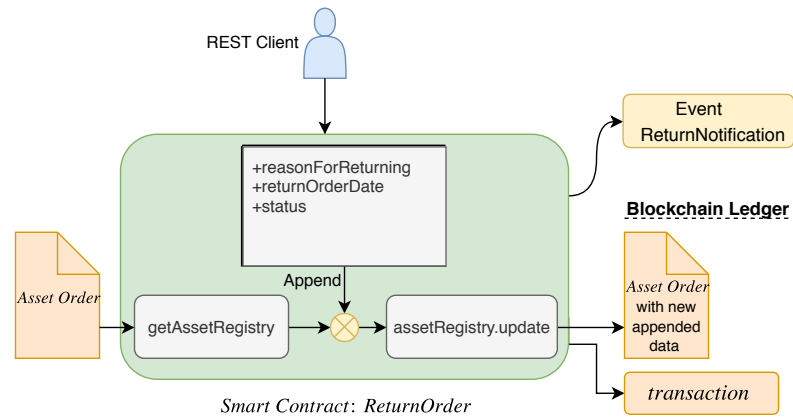 REST Client
Event
ReturnNotification
+reasonForReturning
+returnOrderDate
+status
Blockchain Ledger
Append
Asset Order
getAssetRegistry
assetRegistry.update
Asset Order
with new
appended
data
transaction
Smart Contract: ReturnOrder